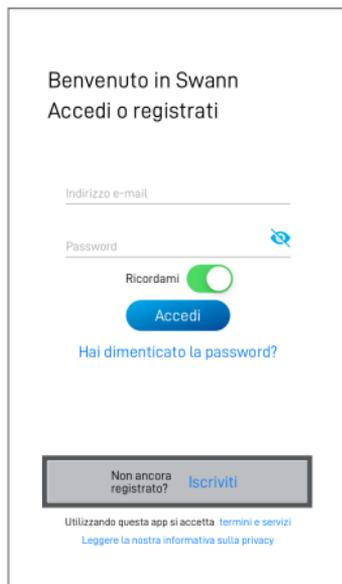 Benvenuto in Swann
Accedi o registrati
Indirizzo e-mail
Password
Ricordami
Accedi
Hai dimenticato la password?
Non ancora
registrato? Iscriviti
Utilizzando questa app si accetta termini e servizi
Leggere la nostra informativa sulla privacy